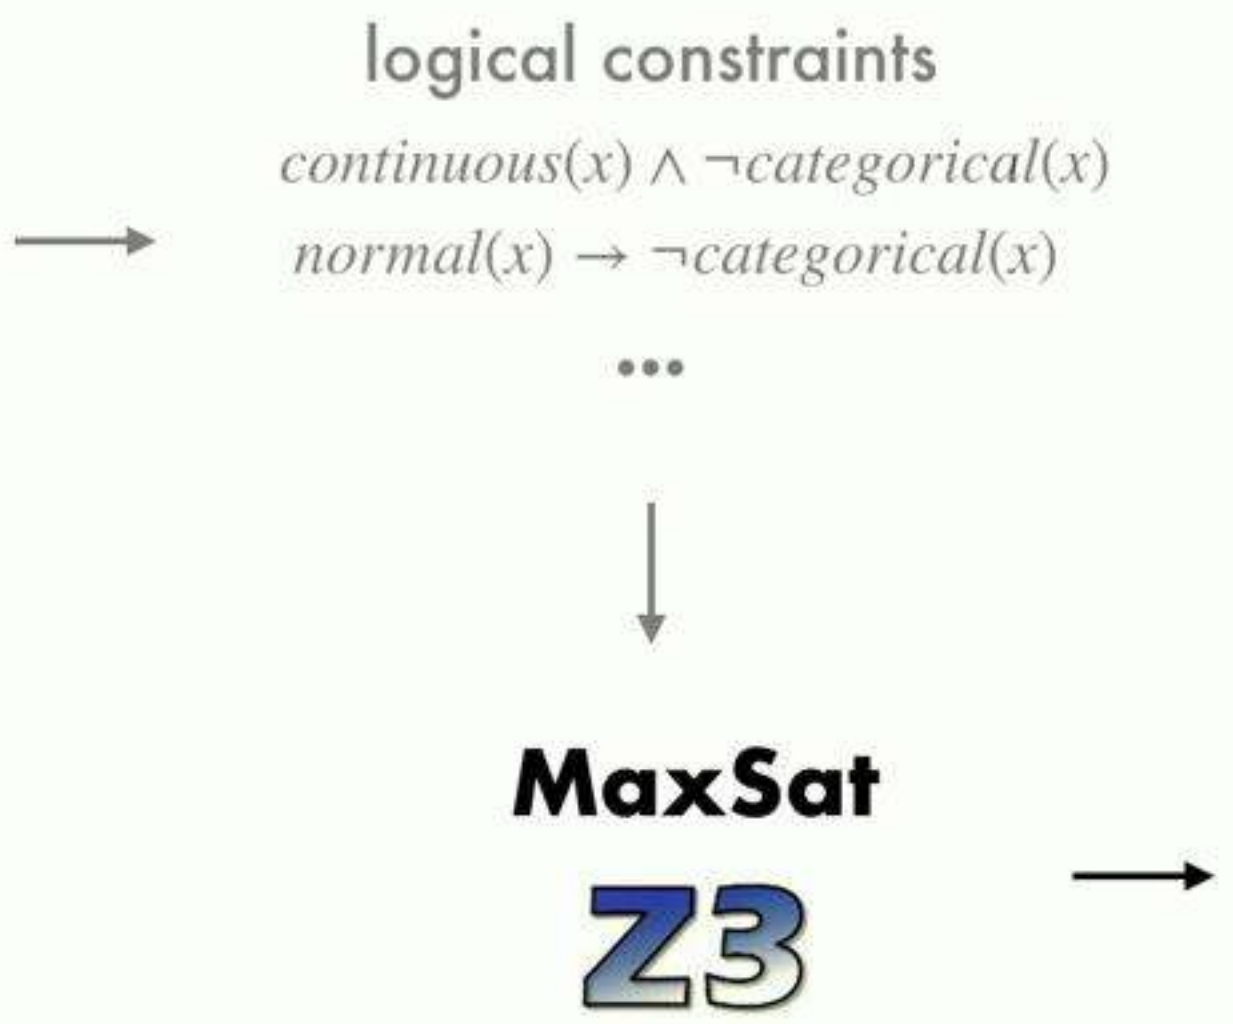 logical constraints
continuous(x) ∧ ¬categorical(x)
normal(x) → ¬categorical(x)
•••
MaxSat
Z3